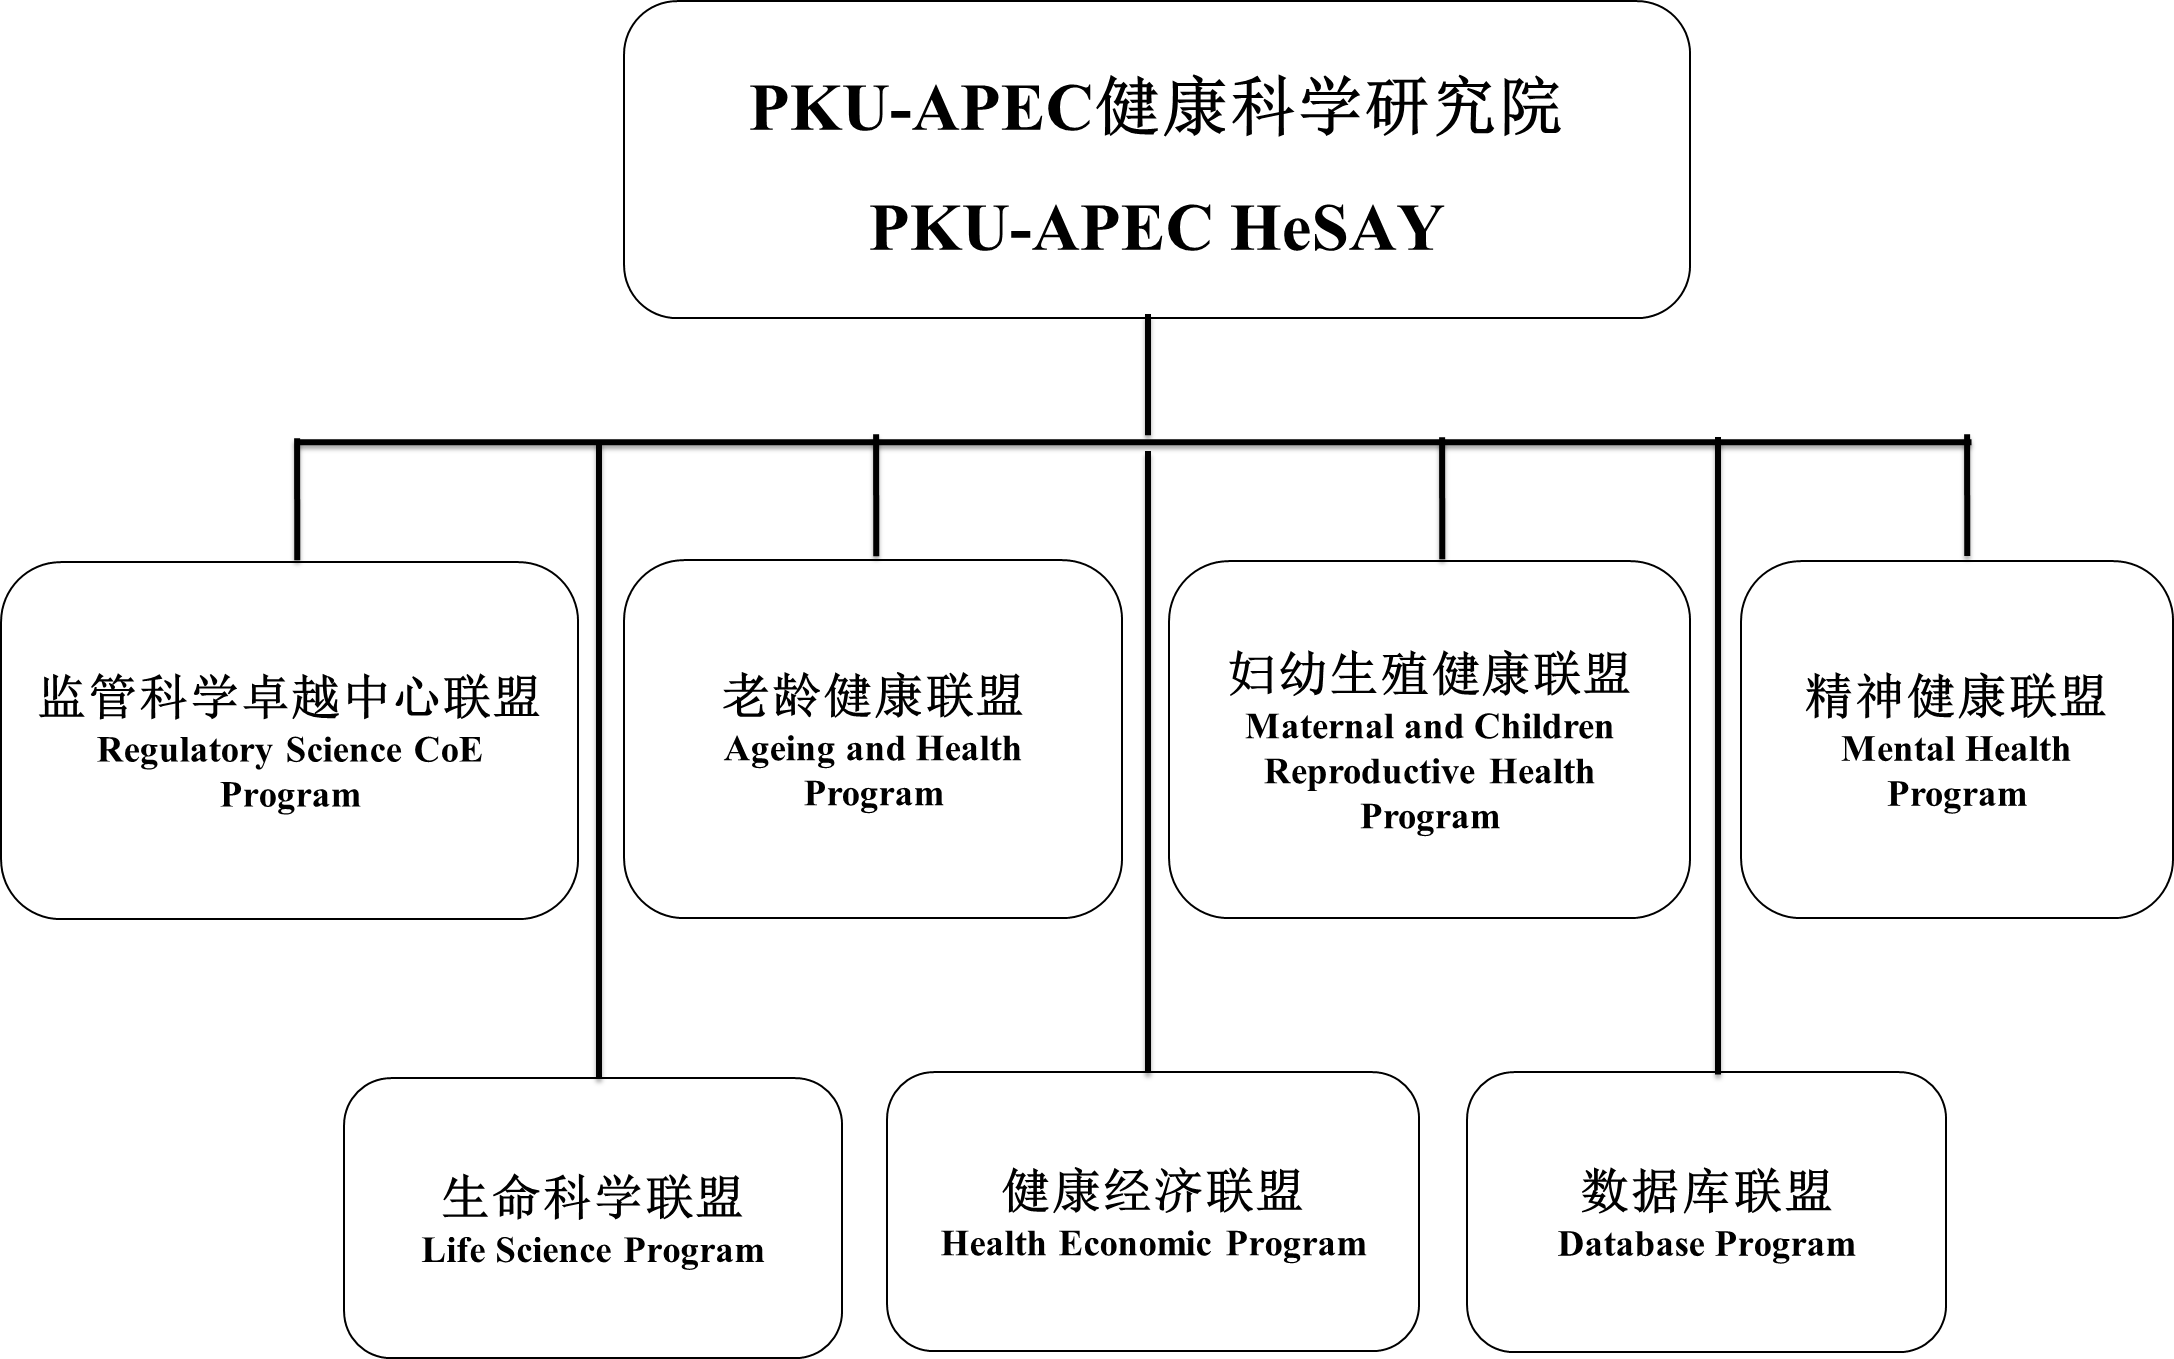 PKU-APEC健康科学研究院
PKU-APEC HeSAY
监管科学卓越中心联盟
Regulatory Science CoE
Program
老龄健康联盟
Ageing and Health
Program
妇幼生殖健康联盟
Maternal and Children
Reproductive Health
Program
精神健康联盟
Mental Health
Program
生命科学联盟
Life Science Program
健康经济联盟
Health Economic Program
数据库联盟
Database Program